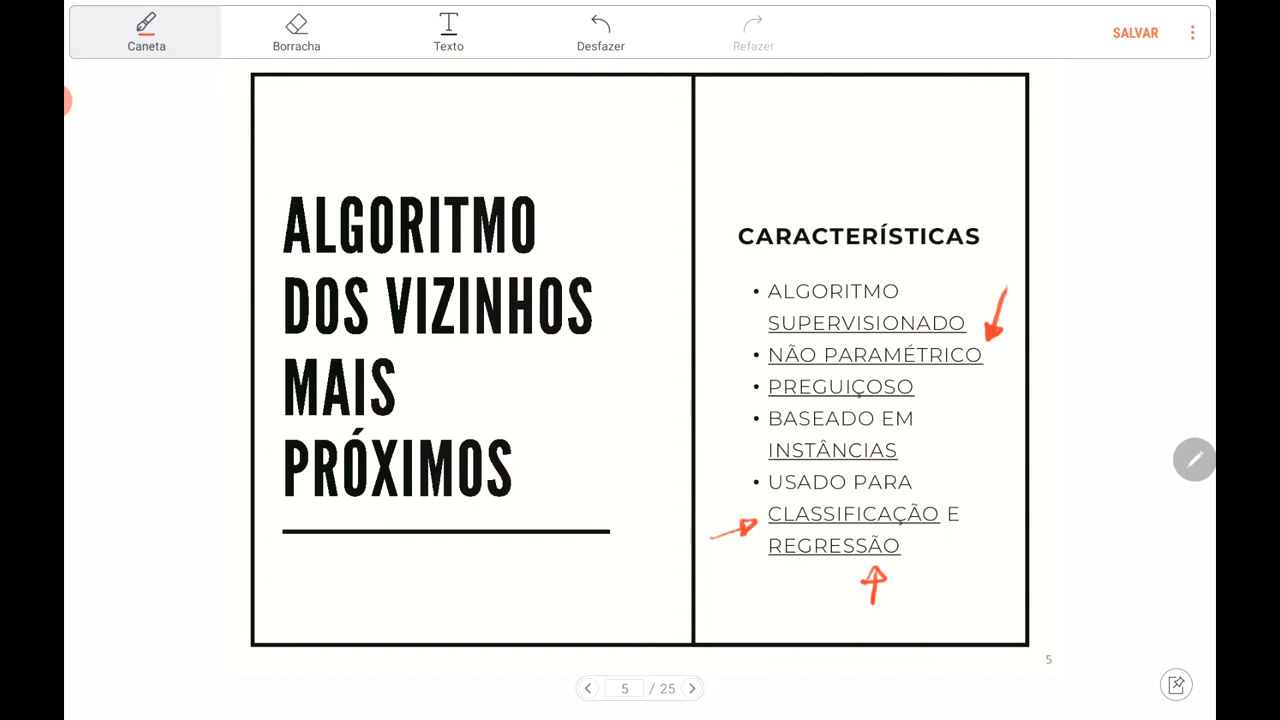 Caneta
Borracha
Texto
Desfazer
Refazer
SALVAR
ALGORITMO
DOS VIZINHOS
MAIS
PRÓXIMOS
CARACTERÍSTICAS
• ALGORITMO
SUPERVISIONADO
• NÃO PARAMÉTRICO
• PREGUIÇOSO
• BASEADO EM
INSTÂNCIAS
• USADO PARA
CLASSIFICAÇÃO E
REGRESSÃO
5
5 / 25